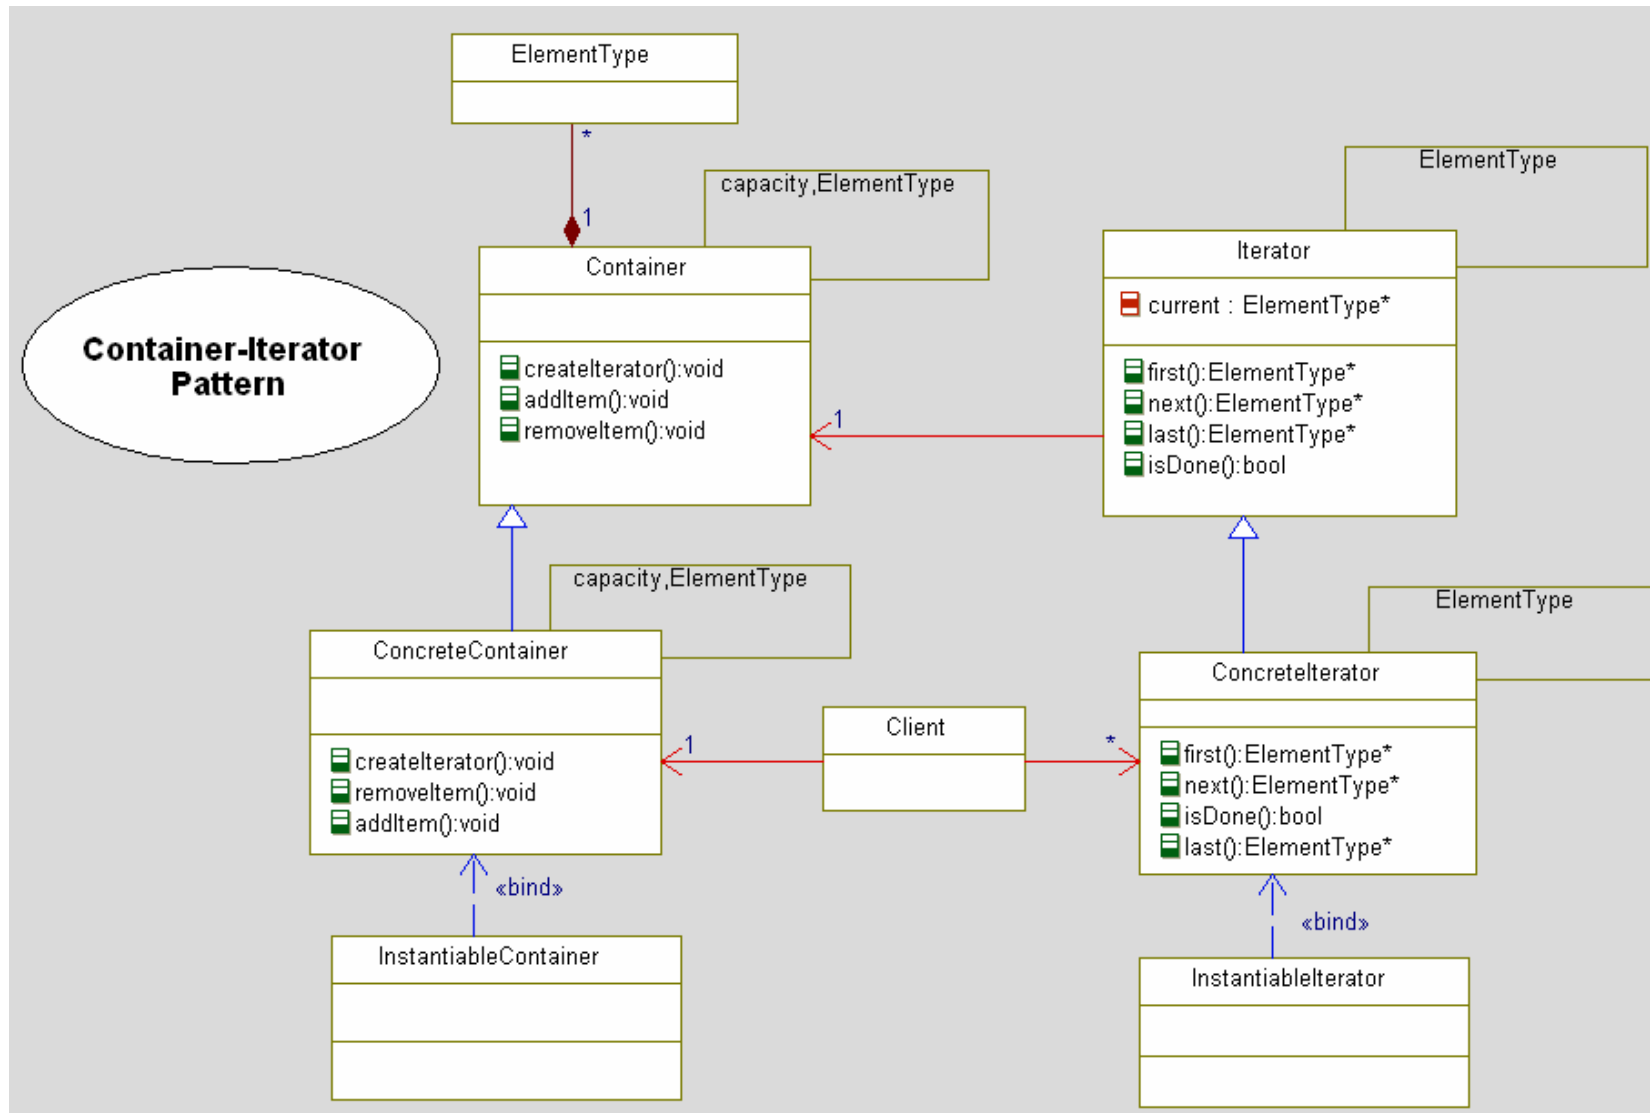 ElementType
*
1
capacity,ElementType
Container
createIterator():void
addItem():void
removeItem():void
Container-Iterator
Pattern
ElementType
Iterator
current : ElementType*
first():ElementType*
next():ElementType*
last():ElementType*
isDone():bool
1
capacity,ElementType
ConcreteContainer
createIterator():void
removeItem():void
addItem():void
1
Client
*
ElementType
ConcreteIterator
first():ElementType*
next():ElementType*
isDone():bool
last():ElementType*
«bind»
InstantiableContainer
«bind»
InstantiableIterator